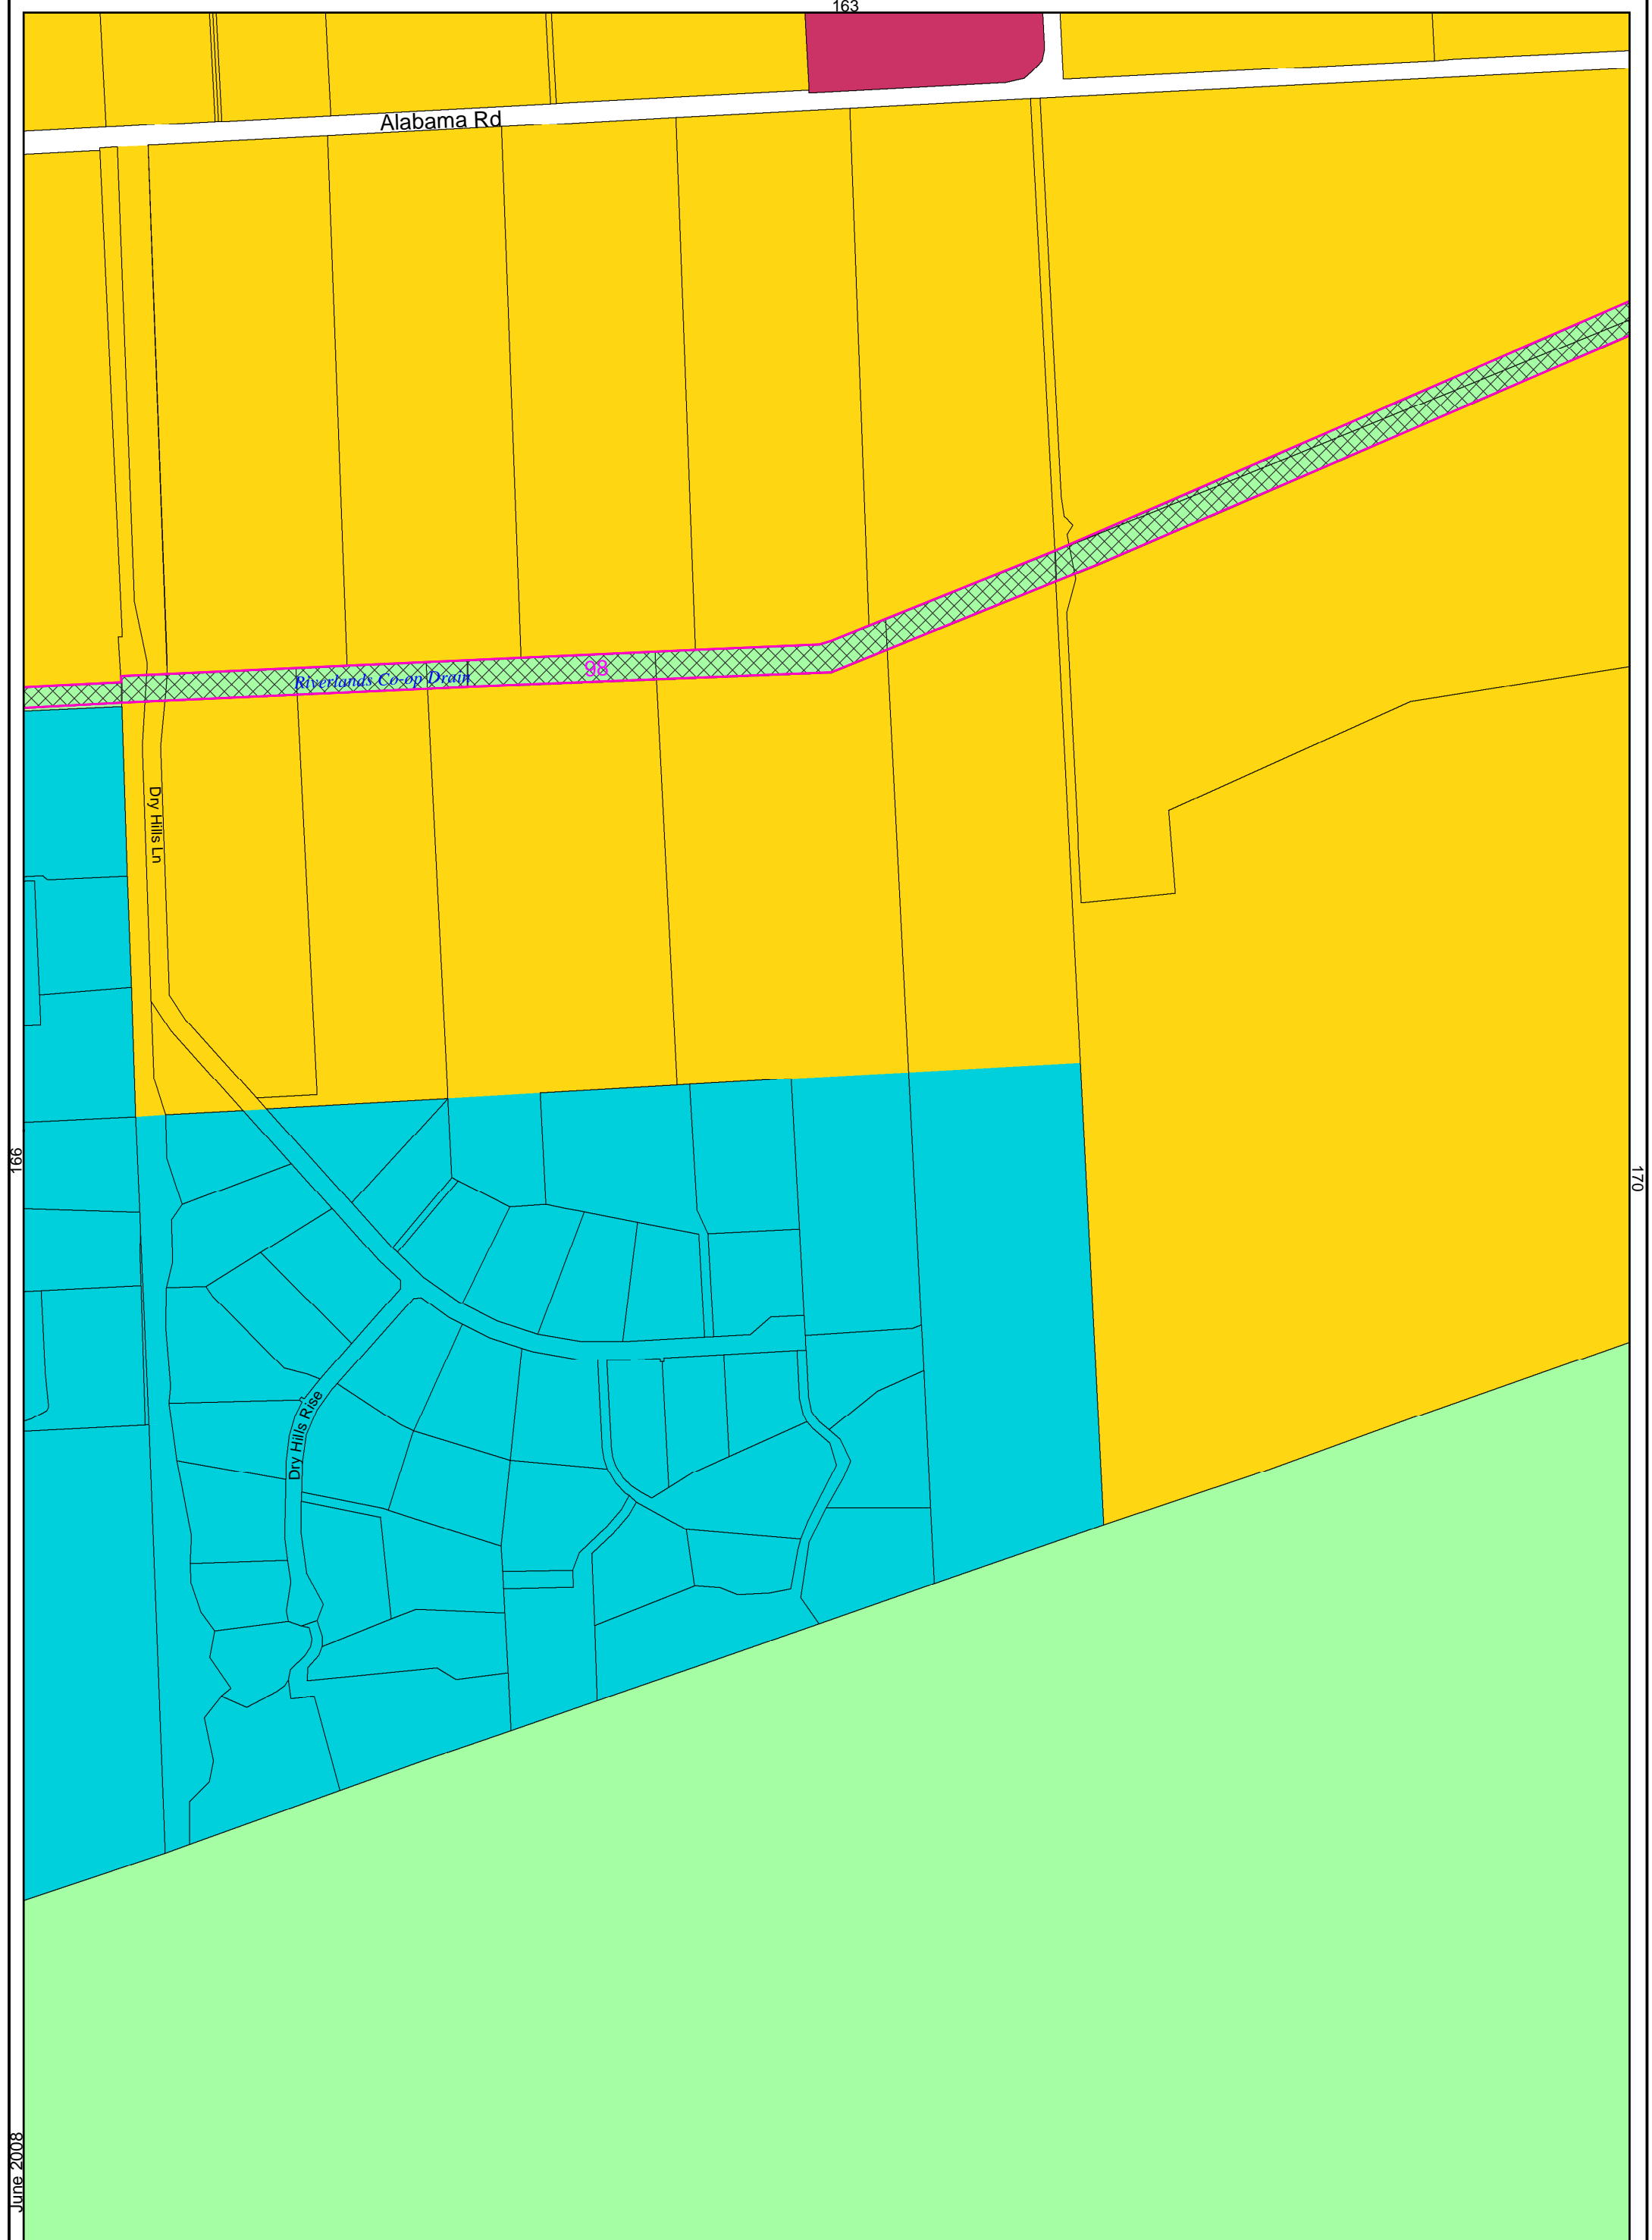 163
Alabama Rd
98
Riverlands Co-op Drain
Dry Hills Ln
166
170
Dry Hills Rise
June 2008